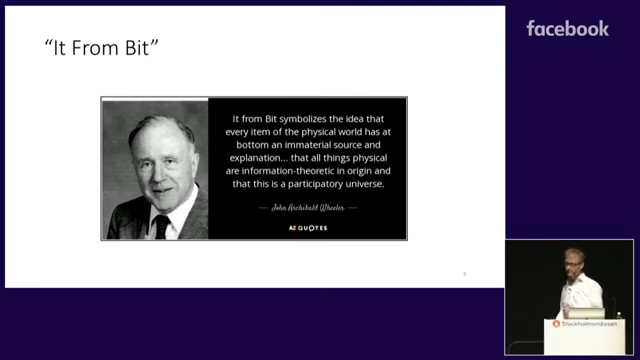 facebook
“It From Bit”
It from Bit symbolizes the idea that
every item of the physical world has at
bottom an immaterial source and
explanation... that all things physical
are information-theoretic in origin and
that this is a participatory universe.
— John Archibald Wheeler —
AZ QUOTES
5
Stockholmsmässan